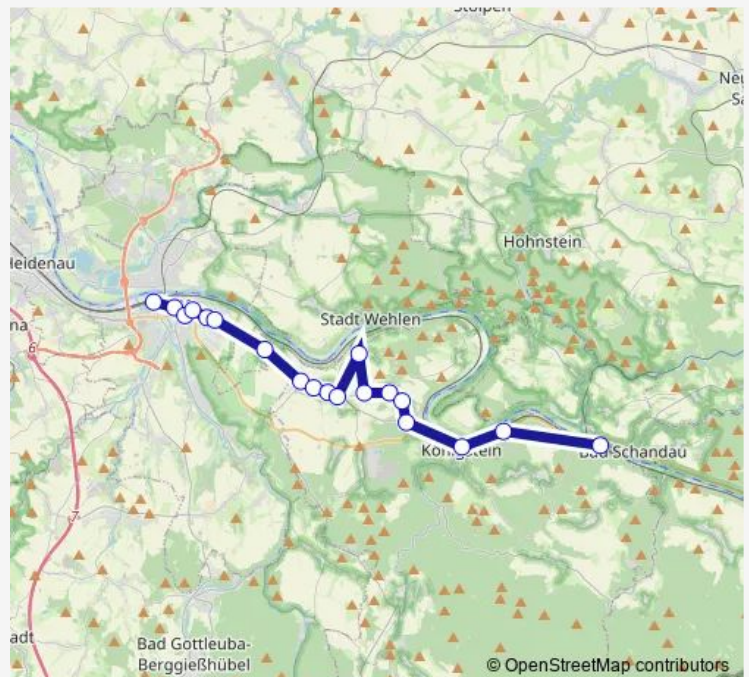 Stolpen
Neu
Sa
Hohnstein
Heidenau
Stadt Wehlen
na
6
Königstein
Bad Schandau
7
adt
Bad Gottleuba-
Berggießhübel
© OpenStreetMap contributors